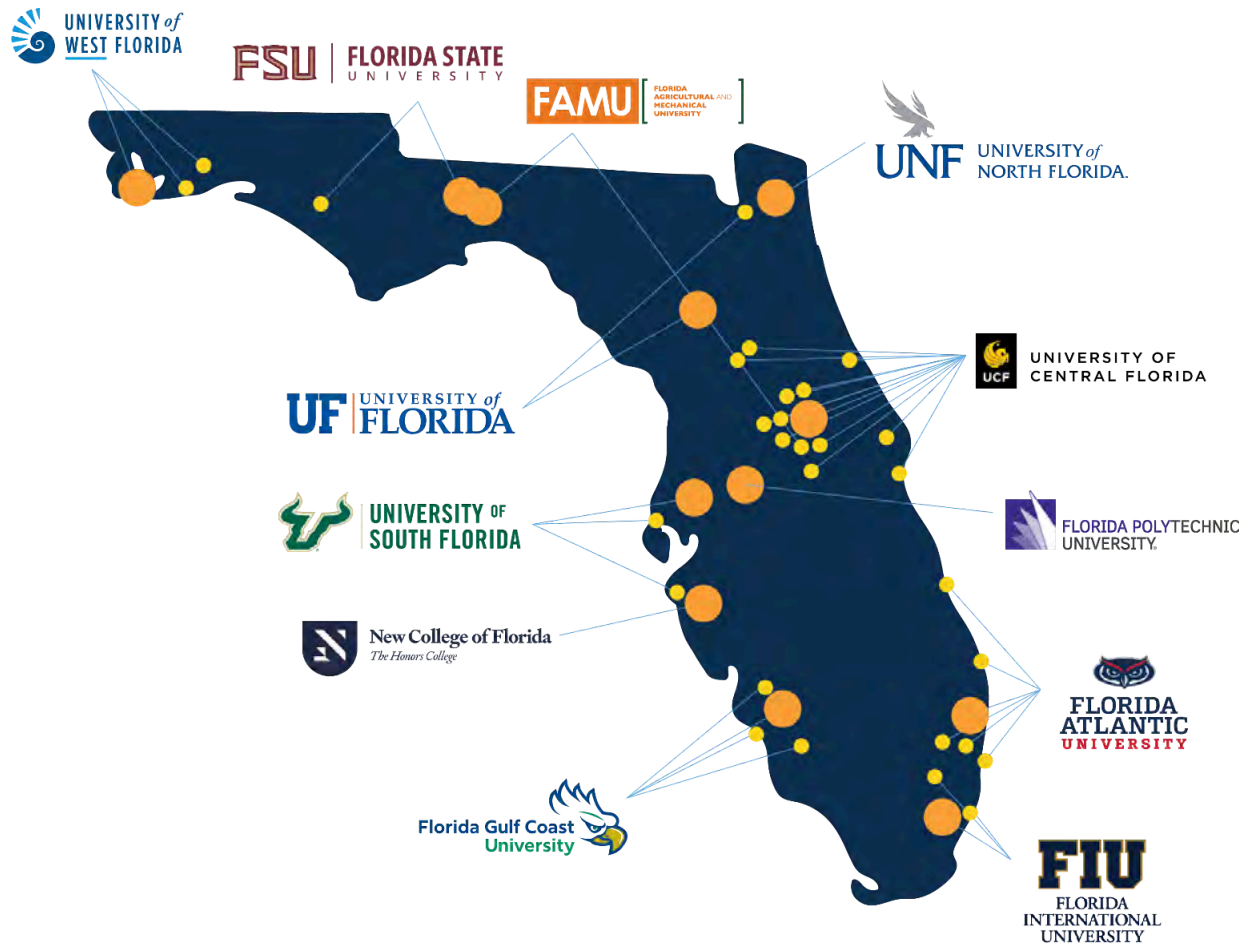 UNIVERSITY of
WEST FLORIDA
FSU
FLORIDA STATE
UNIVERSITY
FAMU
FLORIDA
AGRICULTURAL AND
MECHANICAL
UNIVERSITY
UNF
UNIVERSITY of
NORTH FLORIDA.
UCF
UNIVERSITY OF
CENTRAL FLORIDA
UF
UNIVERSITY of
FLORIDA
UNIVERSITY OF
SOUTH FLORIDA
FLORIDA POLYTECHNIC
UNIVERSITY®
N
New College of Florida
The Honors College
FLORIDA
ATLANTIC
UNIVERSITY
Florida Gulf Coast
University
FIU
FLORIDA
INTERNATIONAL
UNIVERSITY